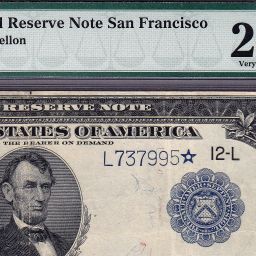 l Reserve Note San Francisco
ellon
2
Very
RESERVE NOTE
STATES OF AMERICA
THE BEARER ON DEMAND
L737995☆ 12-L